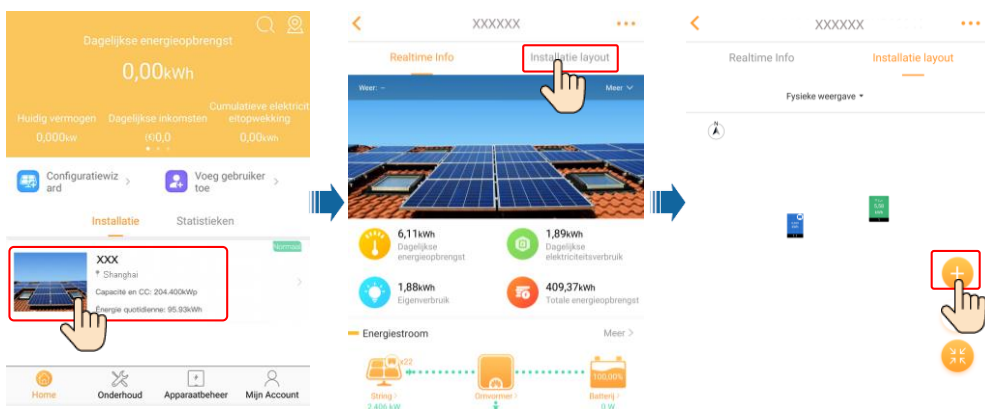 Dagelijkse energieopbrengst
0,00kWh
Cumulatieve elektricit
Huidig vermogen Dagelijkse inkomsten eitopwekking
0,000kw (¤)0,0 0,00kWh
Configuratiewiz
ard
Voeg gebruiker
toe
Installatie Statistieken
Normaal
XXX
Shanghai
Capacité en CC: 204.400kWp
Énergie quotidienne: 95.93kWh
Home Onderhoud Apparaatbeheer Mijn Account
XXXXXX
Realtime Info Installatie layout
Weer: -- Meer
6,11kWh
Dagelijkse
energieopbrengst
1,89kWh
Dagelijkse
elektriciteitsverbruik
1,88kWh
Eigenverbruik
409,37kWh
Totale energieopbrengst
Energiestroom Meer >
x22
100,00%
String > Omvormer > Batterij >
2.406 kW 0 W
XXXXXX
Realtime Info Installatie layout
Fysieke weergave
N